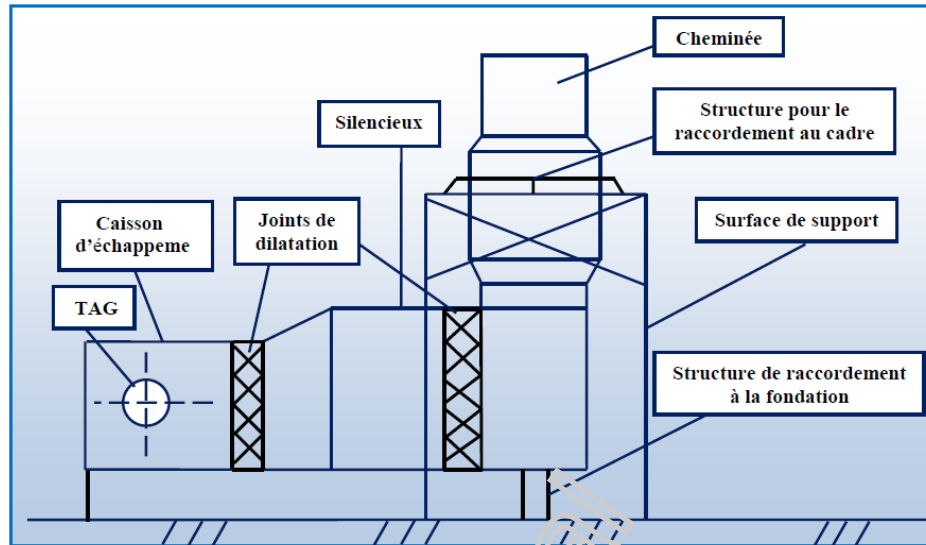 Cheminée
Structure pour le
raccordement au cadre
Silencieux
Caisson
d'échappeme
Joints de
dilatation
Surface de support
TAG
Structure de raccordement
à la fondation